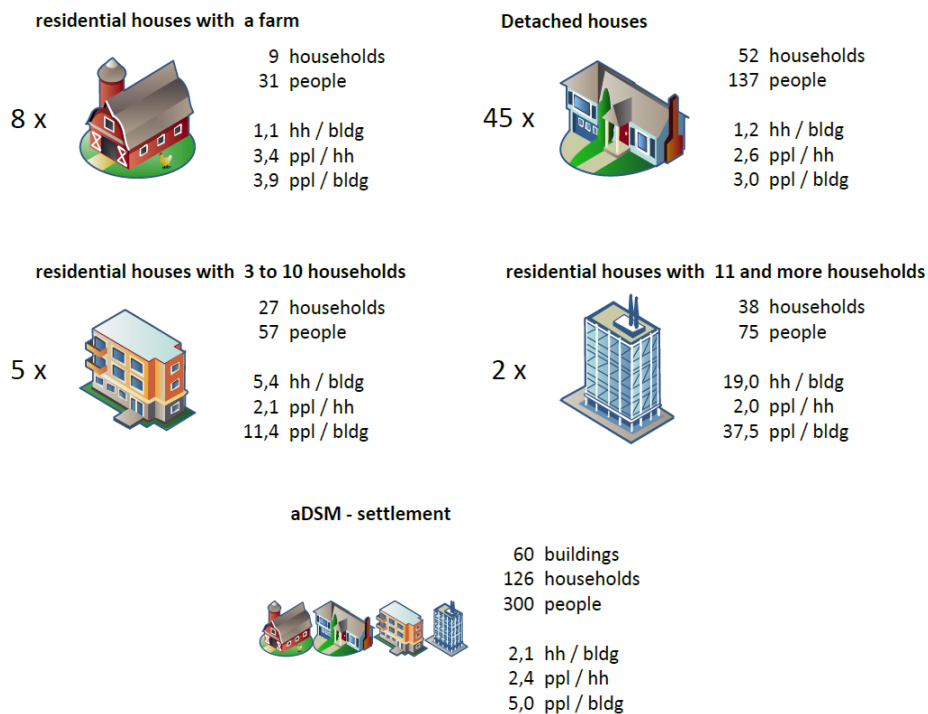 residential houses with a farm
8 x
9 households
31 people
1,1 hh / bldg
3,4 ppl / hh
3,9 ppl / bldg
Detached houses
45 x
52 households
137 people
1,2 hh / bldg
2,6 ppl / hh
3,0 ppl / bldg
residential houses with 3 to 10 households
5 x
27 households
57 people
5,4 hh / bldg
2,1 ppl / hh
11,4 ppl / bldg
residential houses with 11 and more households
2 x
38 households
75 people
19,0 hh / bldg
2,0 ppl / hh
37,5 ppl / bldg
aDSM - settlement
60 buildings
126 households
300 people
2,1 hh / bldg
2,4 ppl / hh
5,0 ppl / bldg